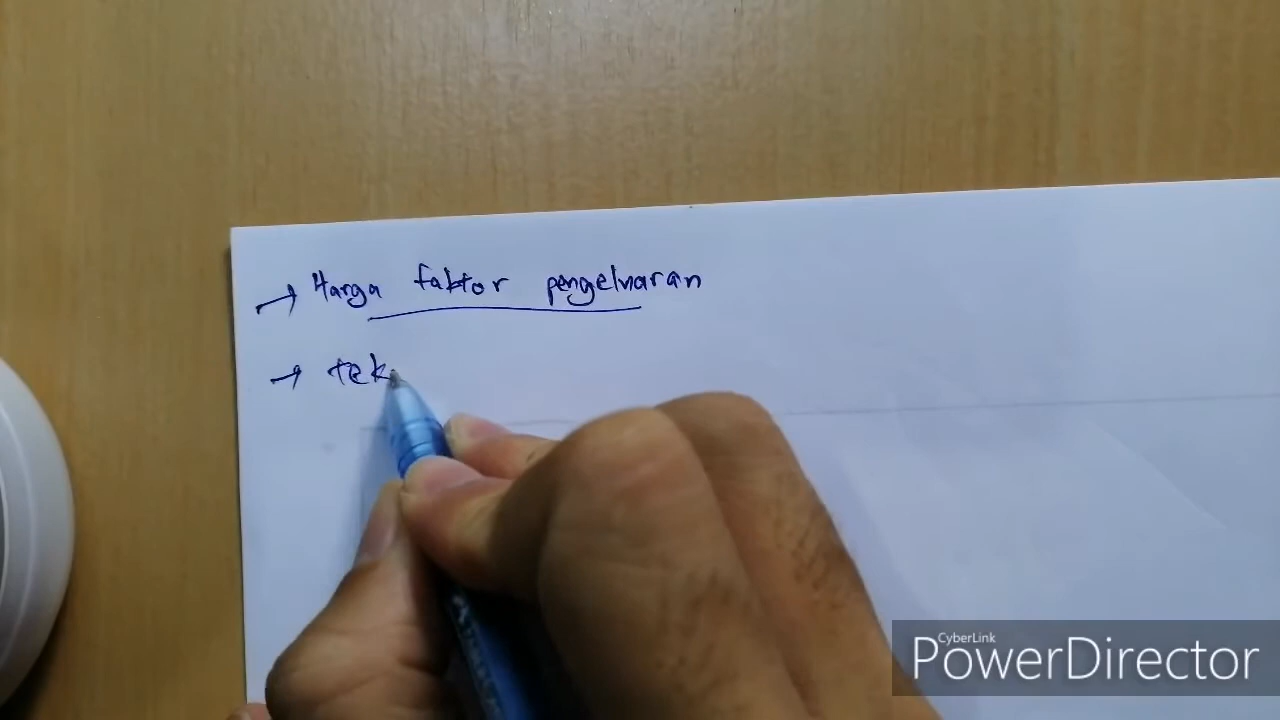 → Harga faktor pengeluaran
→ tek
CyberLink
PowerDirector